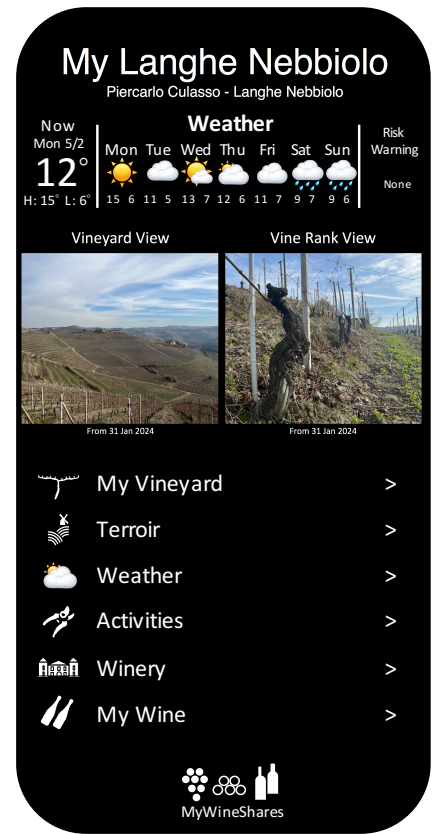 My Langhe Nebbiolo
Piercarlo Culasso - Langhe Nebbiolo
Now
Mon 5/2
12°
H: 15° L: 6°
Weather
Mon Tue Wed Thu Fri Sat Sun
15 6 11 5 13 7 12 6 11 7 9 7 9 6
Risk
Warning
None
Vineyard View
Vine Rank View
From 31 Jan 2024
From 31 Jan 2024
My Vineyard >
Terroir >
Weather >
Activities >
Winery >
My Wine >
MyWineShares